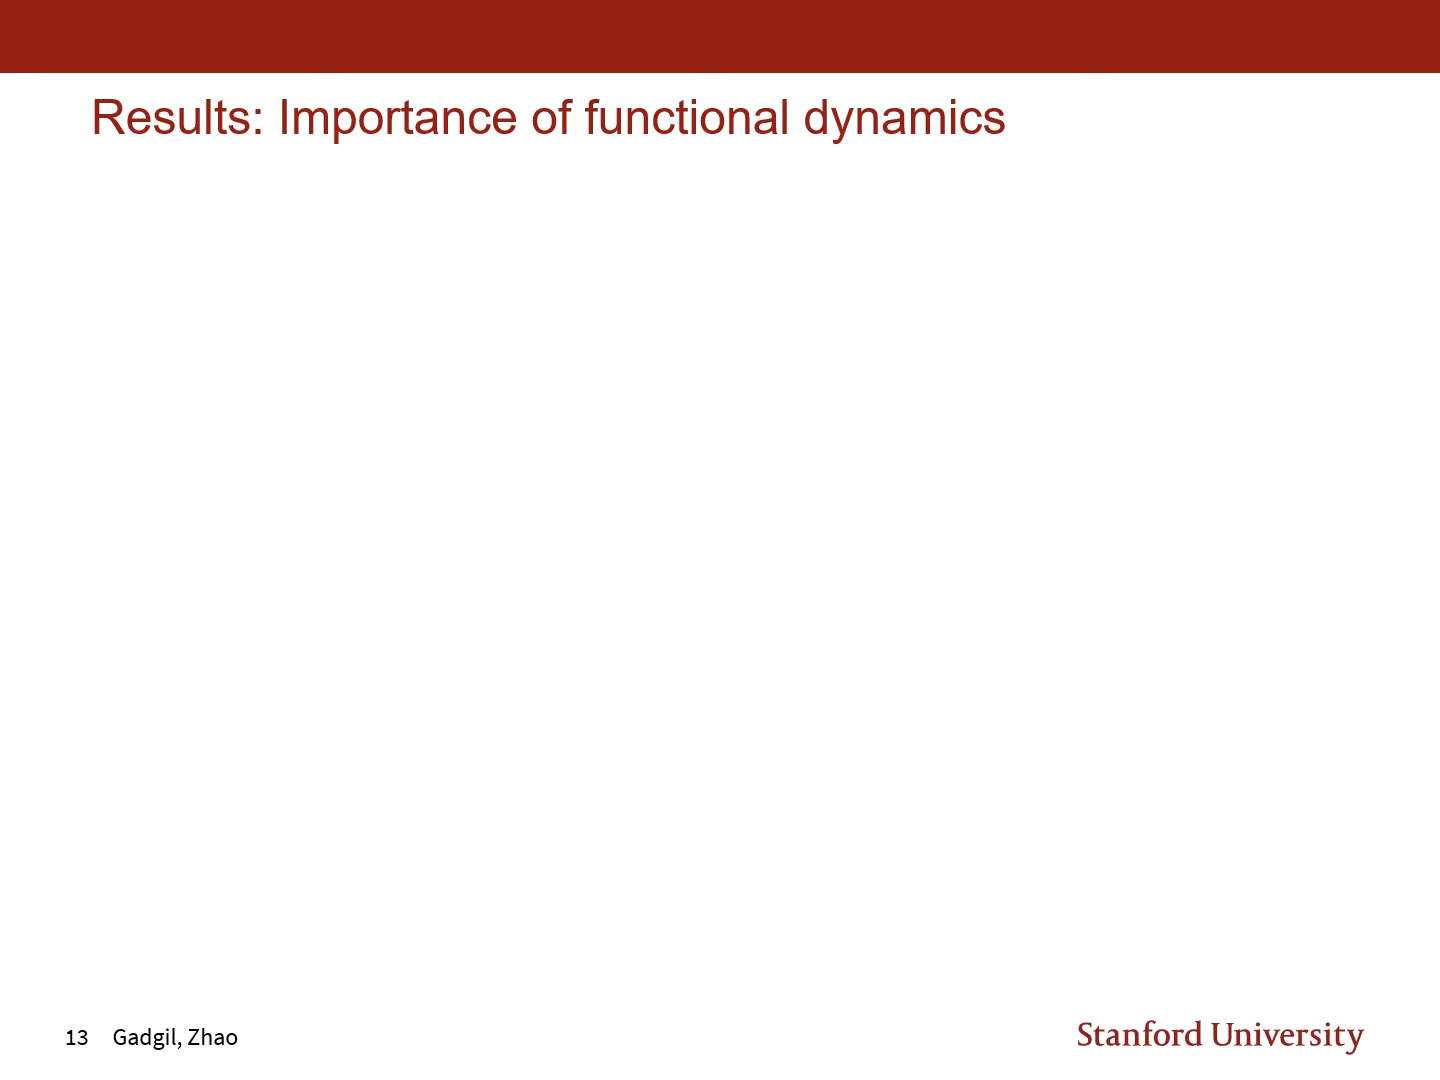 Results: Importance of functional dynamics
13 Gadgil, Zhao
Stanford University